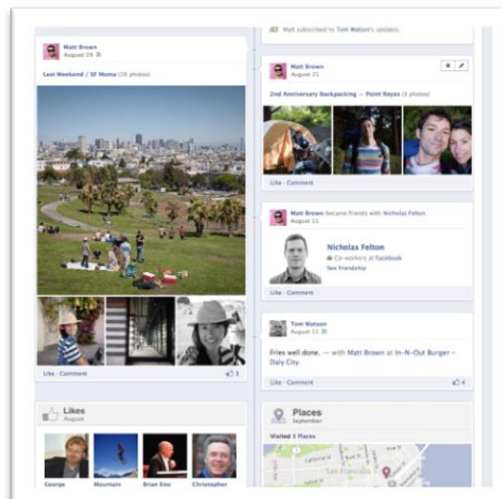 Matt Brown
August 29
Last Weekend / SF Moma (16 photos)
Like · Comment
3
Likes
August
George
Mountain
Brian Eno
Christopher
Matt subscribed to Tom Watson's updates.
Matt Brown
August 21
2nd Anniversary Backpacking — Point Reyes (3 photos)
Like · Comment
Matt Brown became friends with Nicholas Felton.
August 11
Nicholas Felton
Co-workers at Facebook
See Friendship
Like · Comment
Tom Watson
August 11
Fries well done. — with Matt Brown at In-N-Out Burger -
Daly City.
Like · Comment
4
Places
September
Visited 3 Places
San Francisco